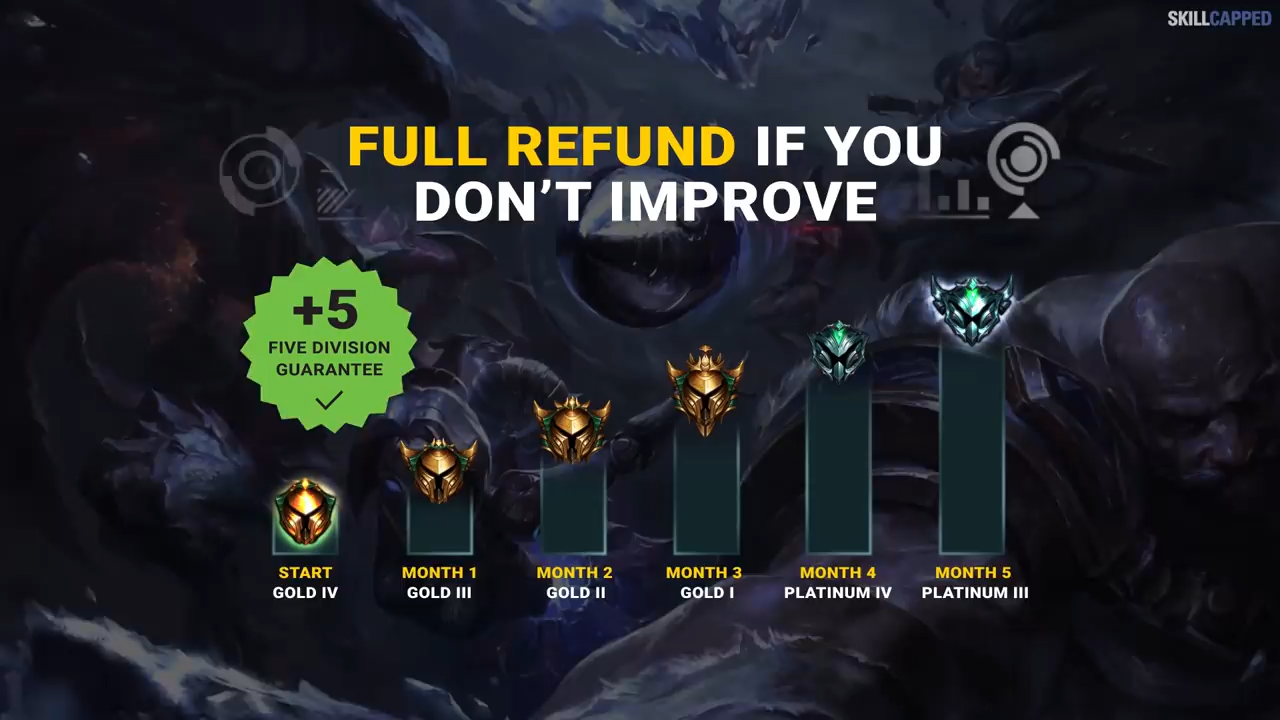 SKILLCAPPED
FULL REFUND IF YOU
DON’T IMPROVE
+5
FIVE DIVISION
GUARANTEE
START
GOLD IV
MONTH 1
GOLD III
MONTH 2
GOLD II
MONTH 3
GOLD I
MONTH 4
PLATINUM IV
MONTH 5
PLATINUM III